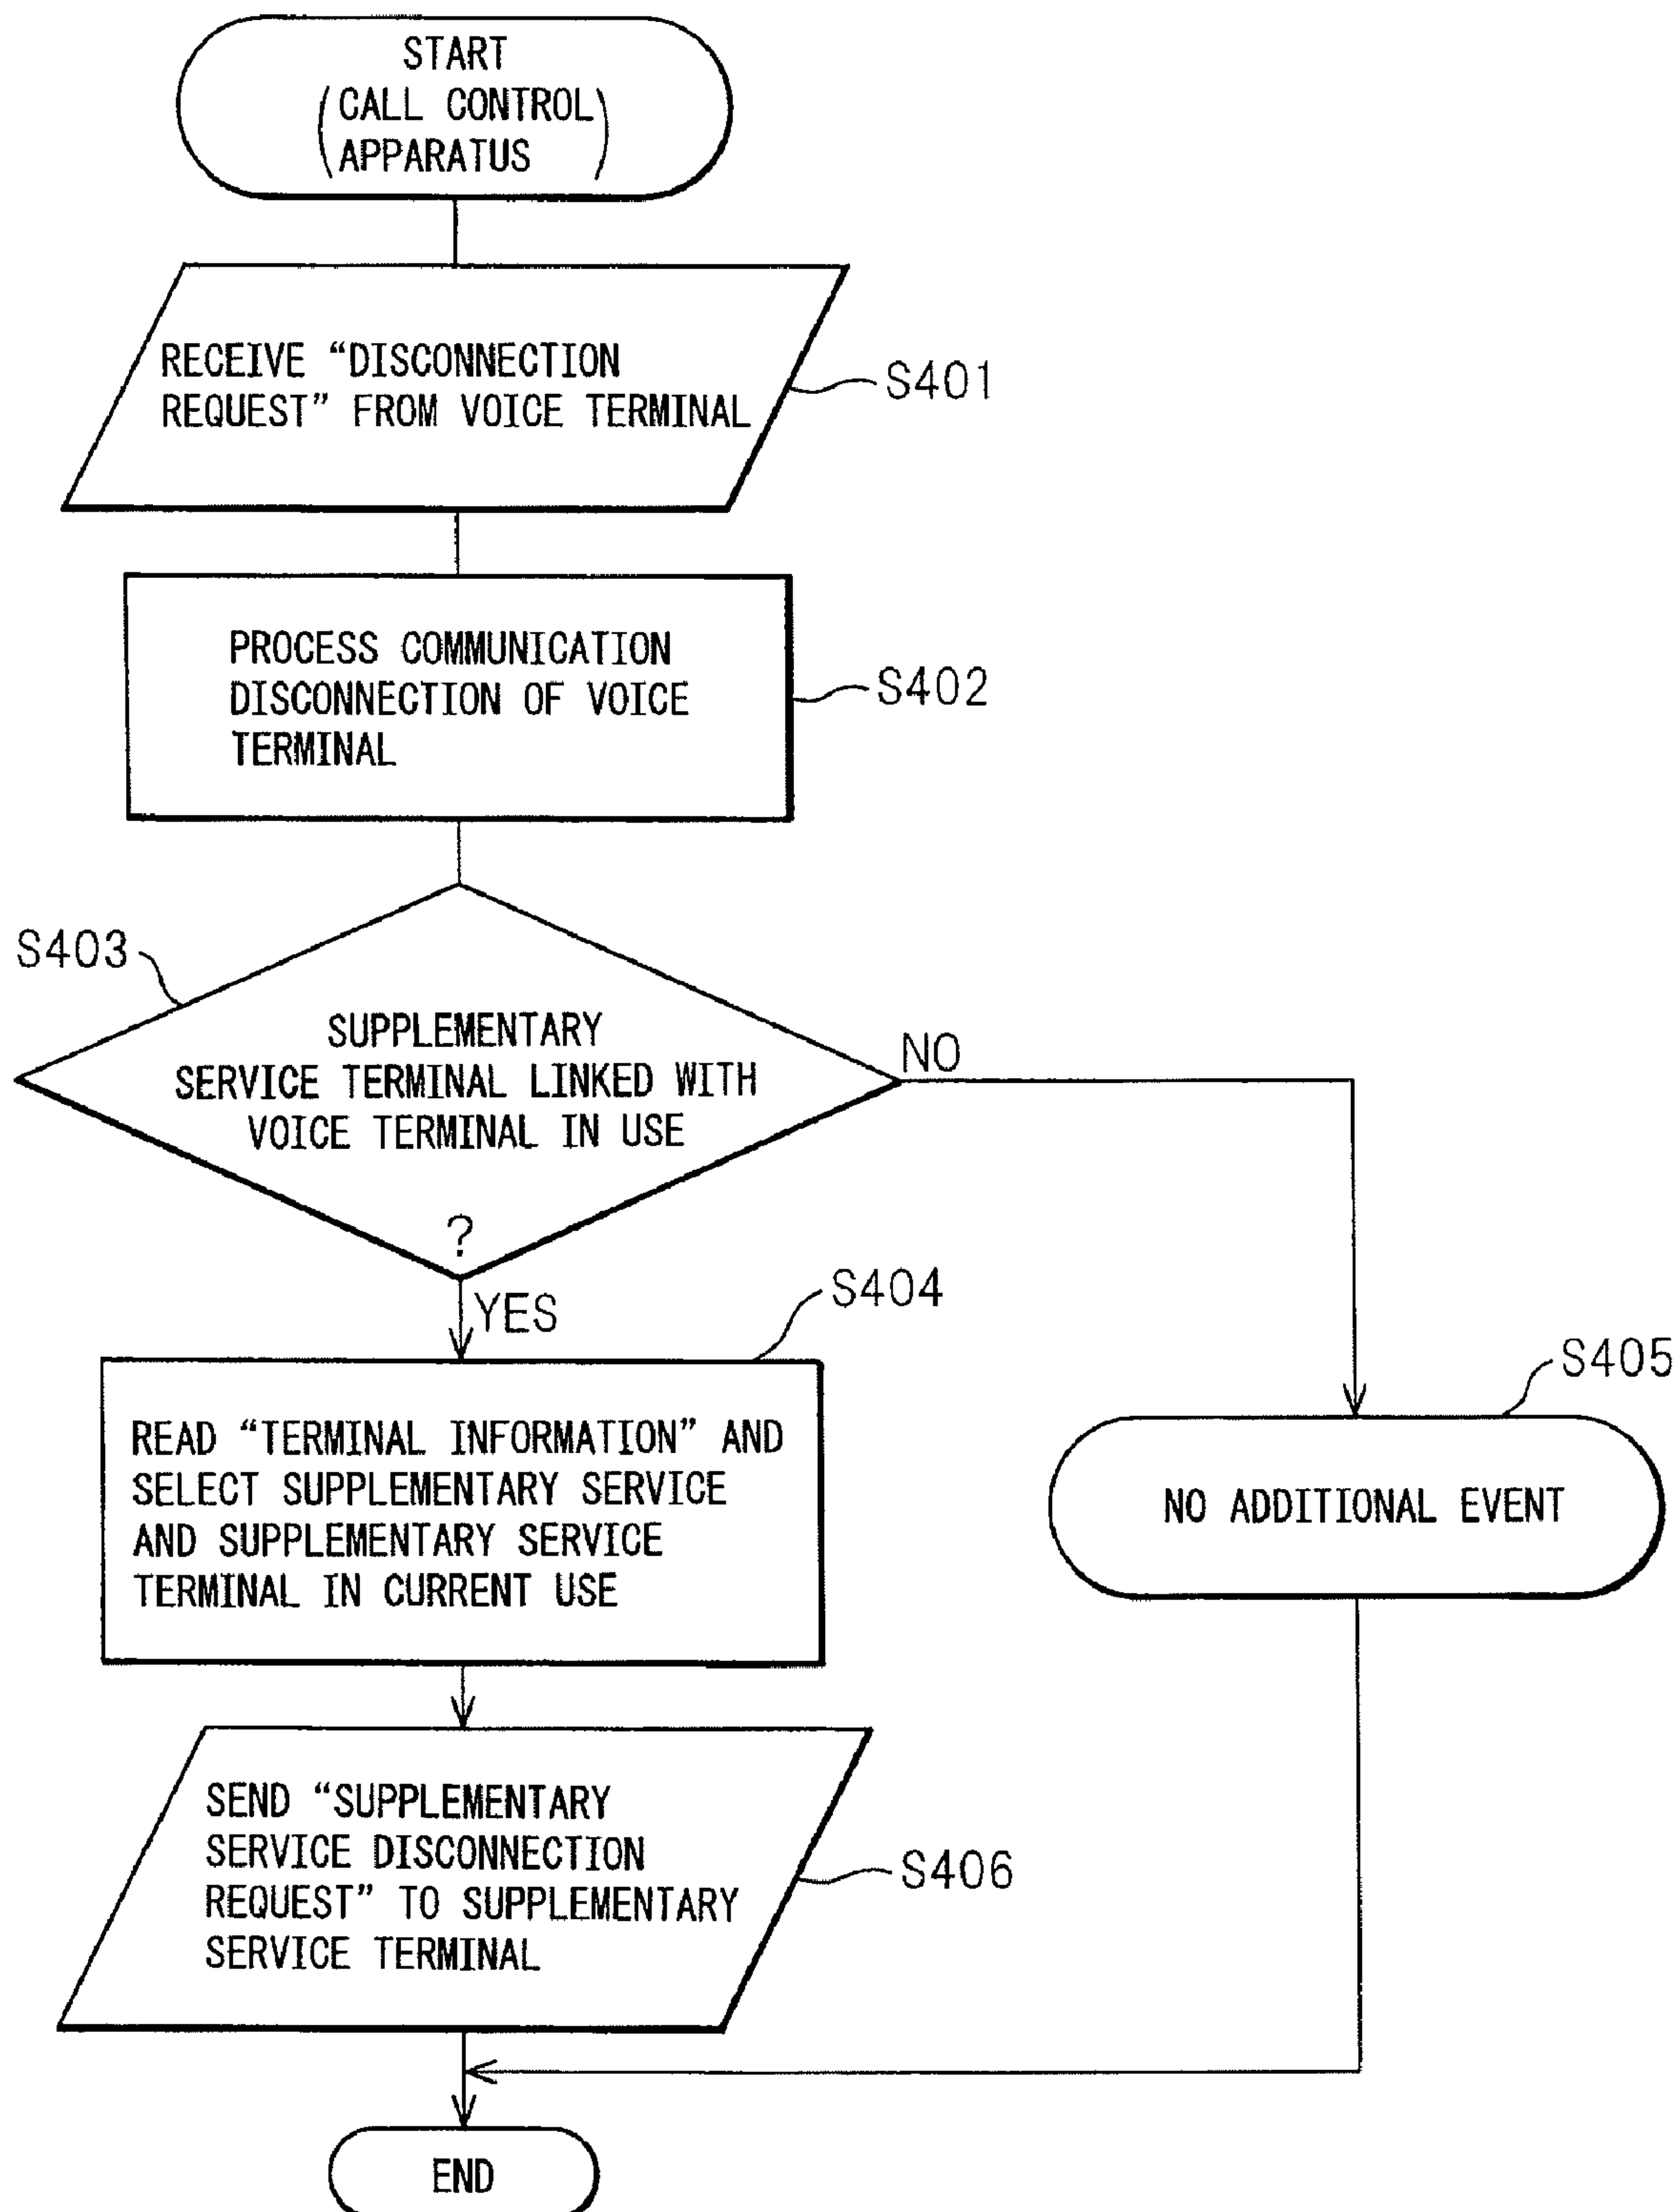 START
(CALL CONTROL
APPARATUS)
RECEIVE “DISCONNECTION
REQUEST” FROM VOICE TERMINAL
S401
PROCESS COMMUNICATION
DISCONNECTION OF VOICE
TERMINAL
S402
S403
SUPPLEMENTARY
SERVICE TERMINAL LINKED WITH
VOICE TERMINAL IN USE
?
NO
YES
S404
READ “TERMINAL INFORMATION” AND
SELECT SUPPLEMENTARY SERVICE
AND SUPPLEMENTARY SERVICE
TERMINAL IN CURRENT USE
S405
NO ADDITIONAL EVENT
SEND “SUPPLEMENTARY
SERVICE DISCONNECTION
REQUEST” TO SUPPLEMENTARY
SERVICE TERMINAL
S406
END